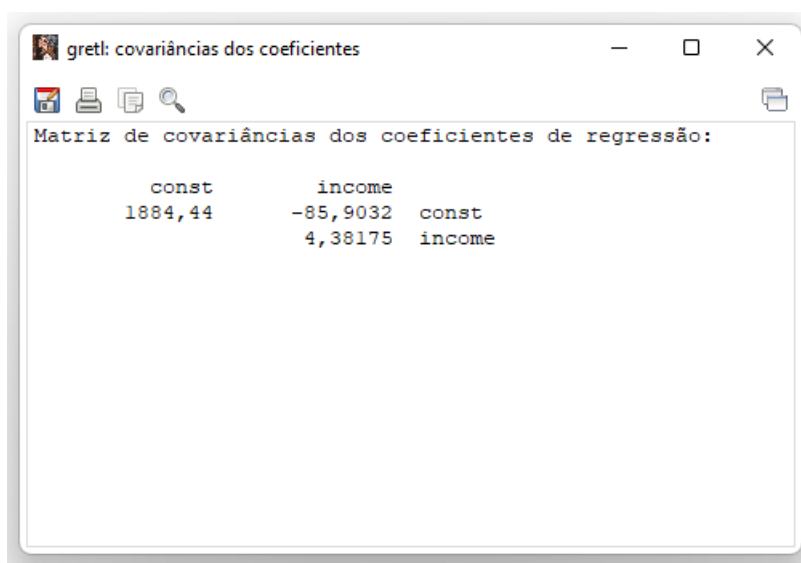 gretl: covariâncias dos coeficientes
Matriz de covariâncias dos coeficientes de regressão:
const income
1884,44 -85,9032 const
4,38175 income